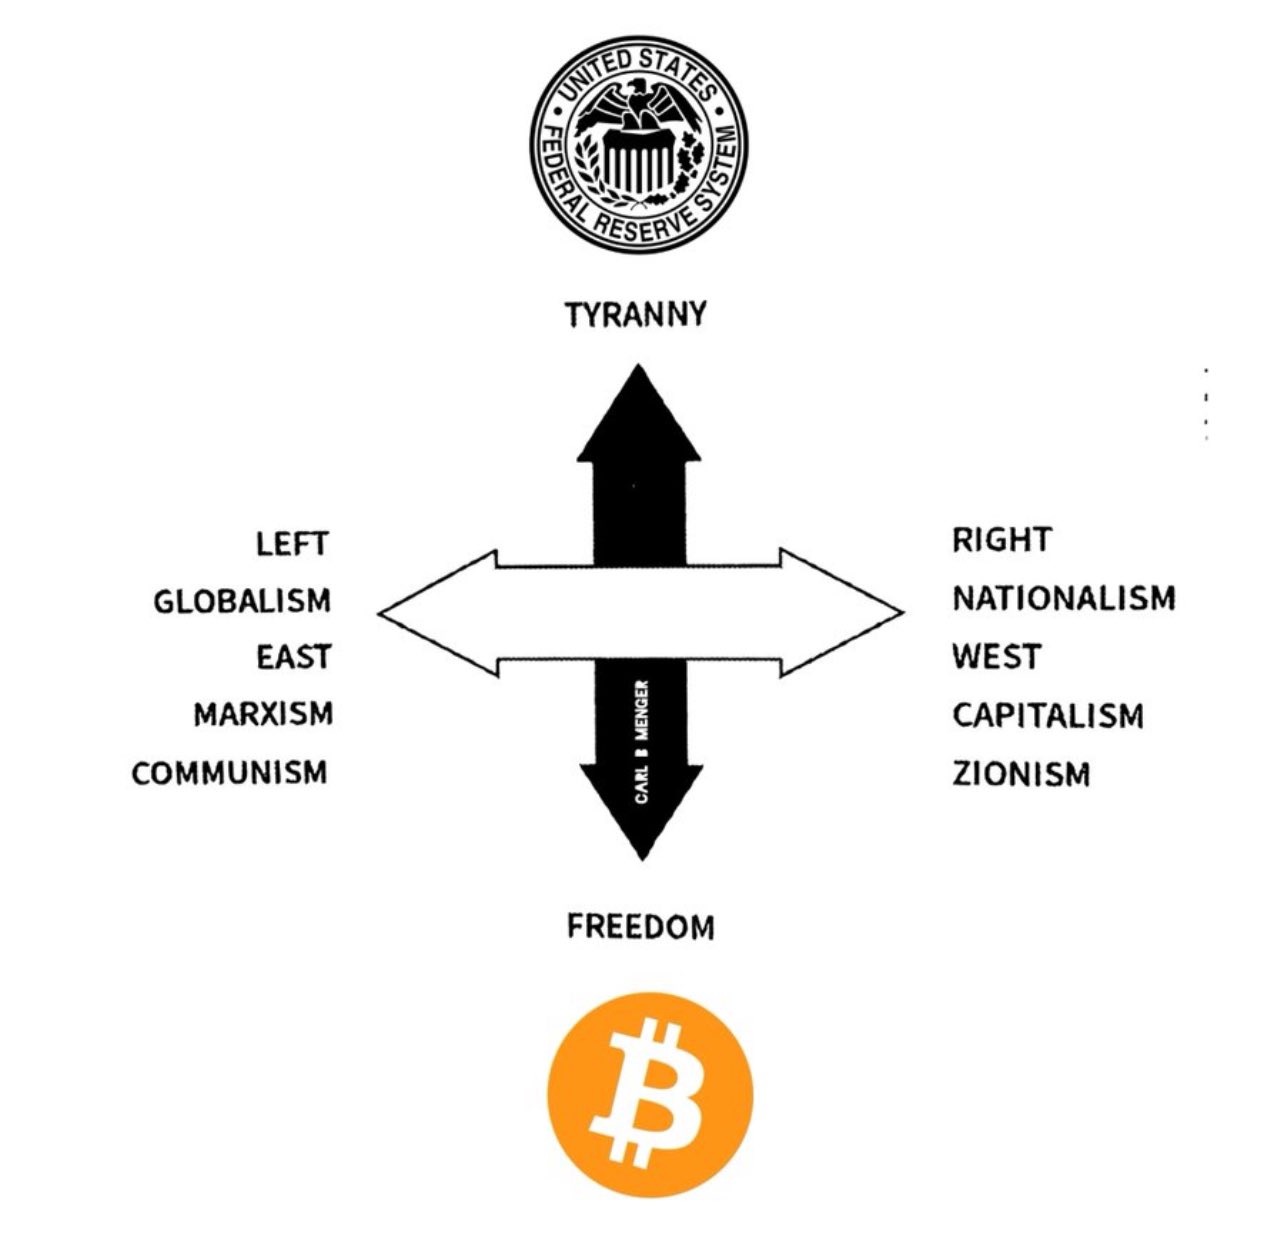 UNITED STATES
FEDERAL RESERVE SYSTEM
TYRANNY
LEFT
GLOBALISM
EAST
MARXISM
COMMUNISM
RIGHT
NATIONALISM
WEST
CAPITALISM
ZIONISM
CARL B MENGER
FREEDOM
₿